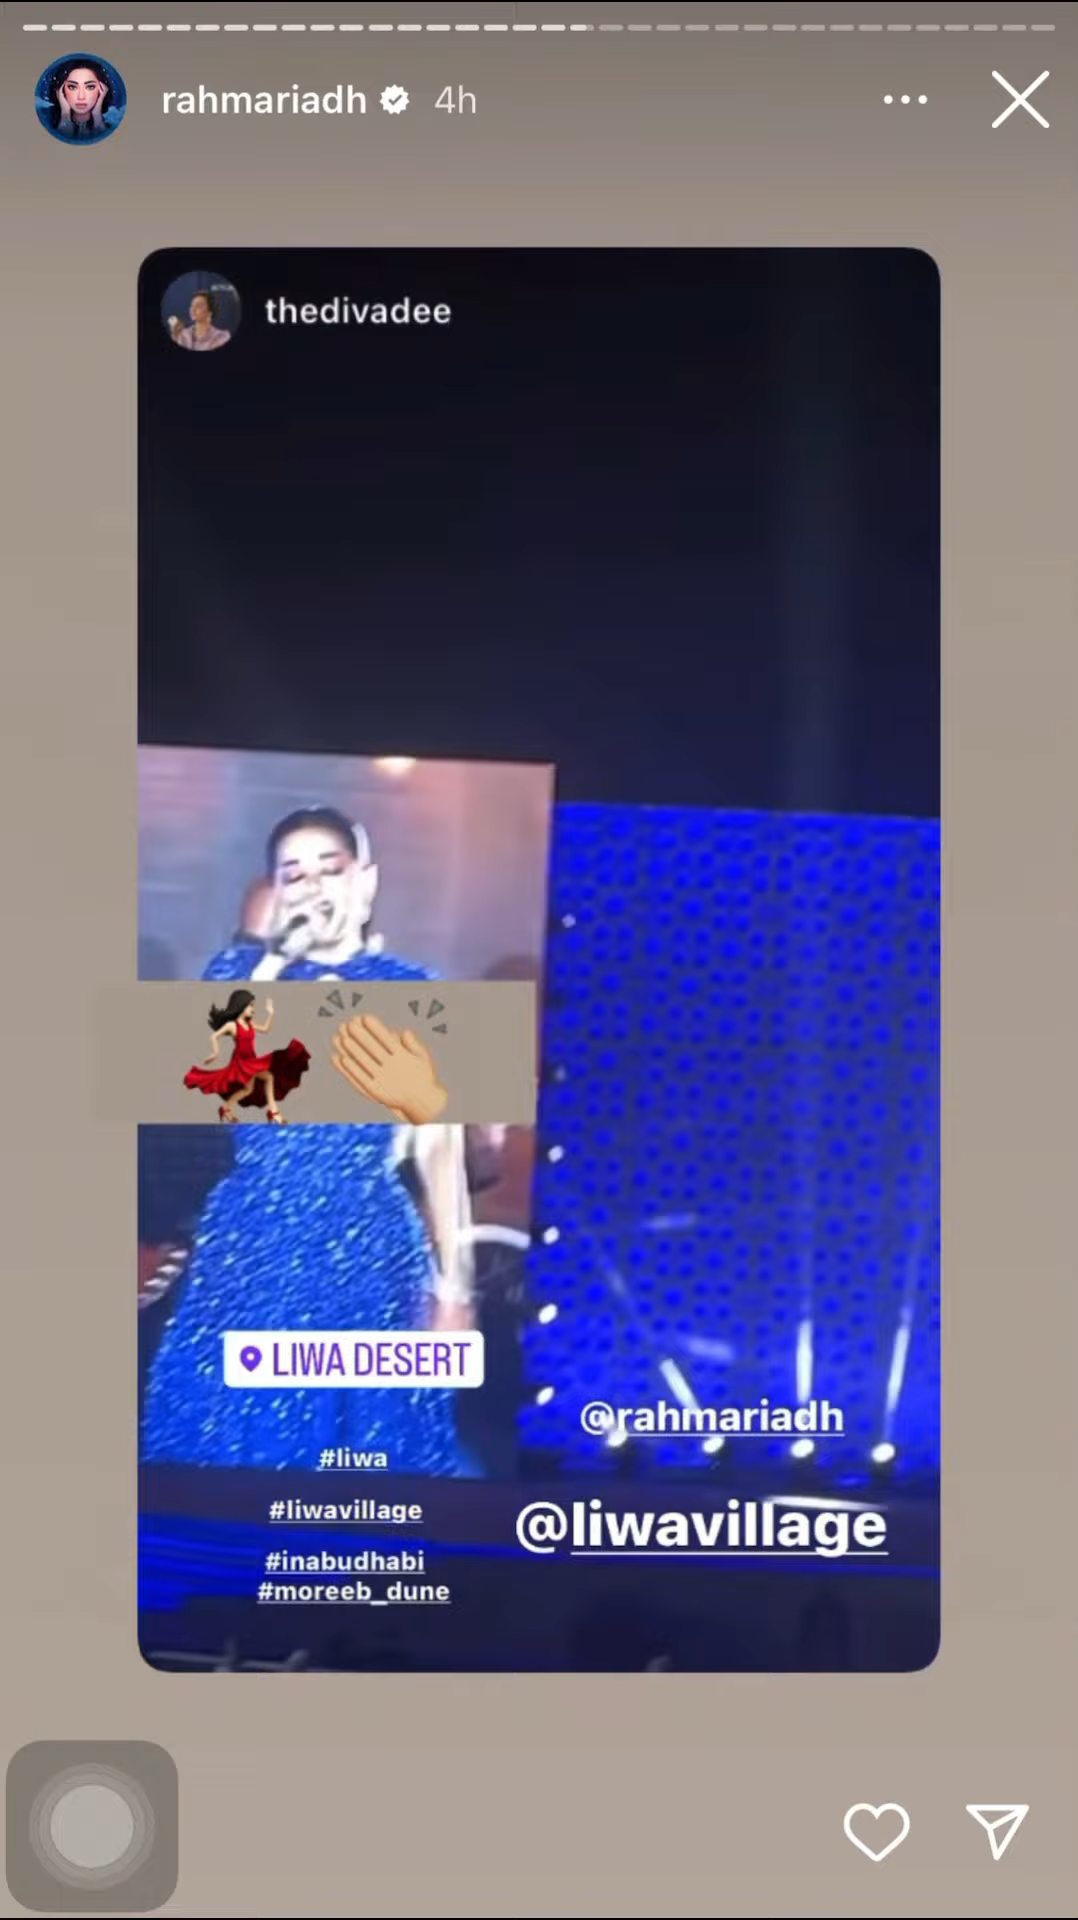 rahmariadh 4h
thedivadee
LIWA DESERT
@rahmariadh
#liwa
#liwavillage
@liwavillage
#inabudhabi
#moreeb_dune